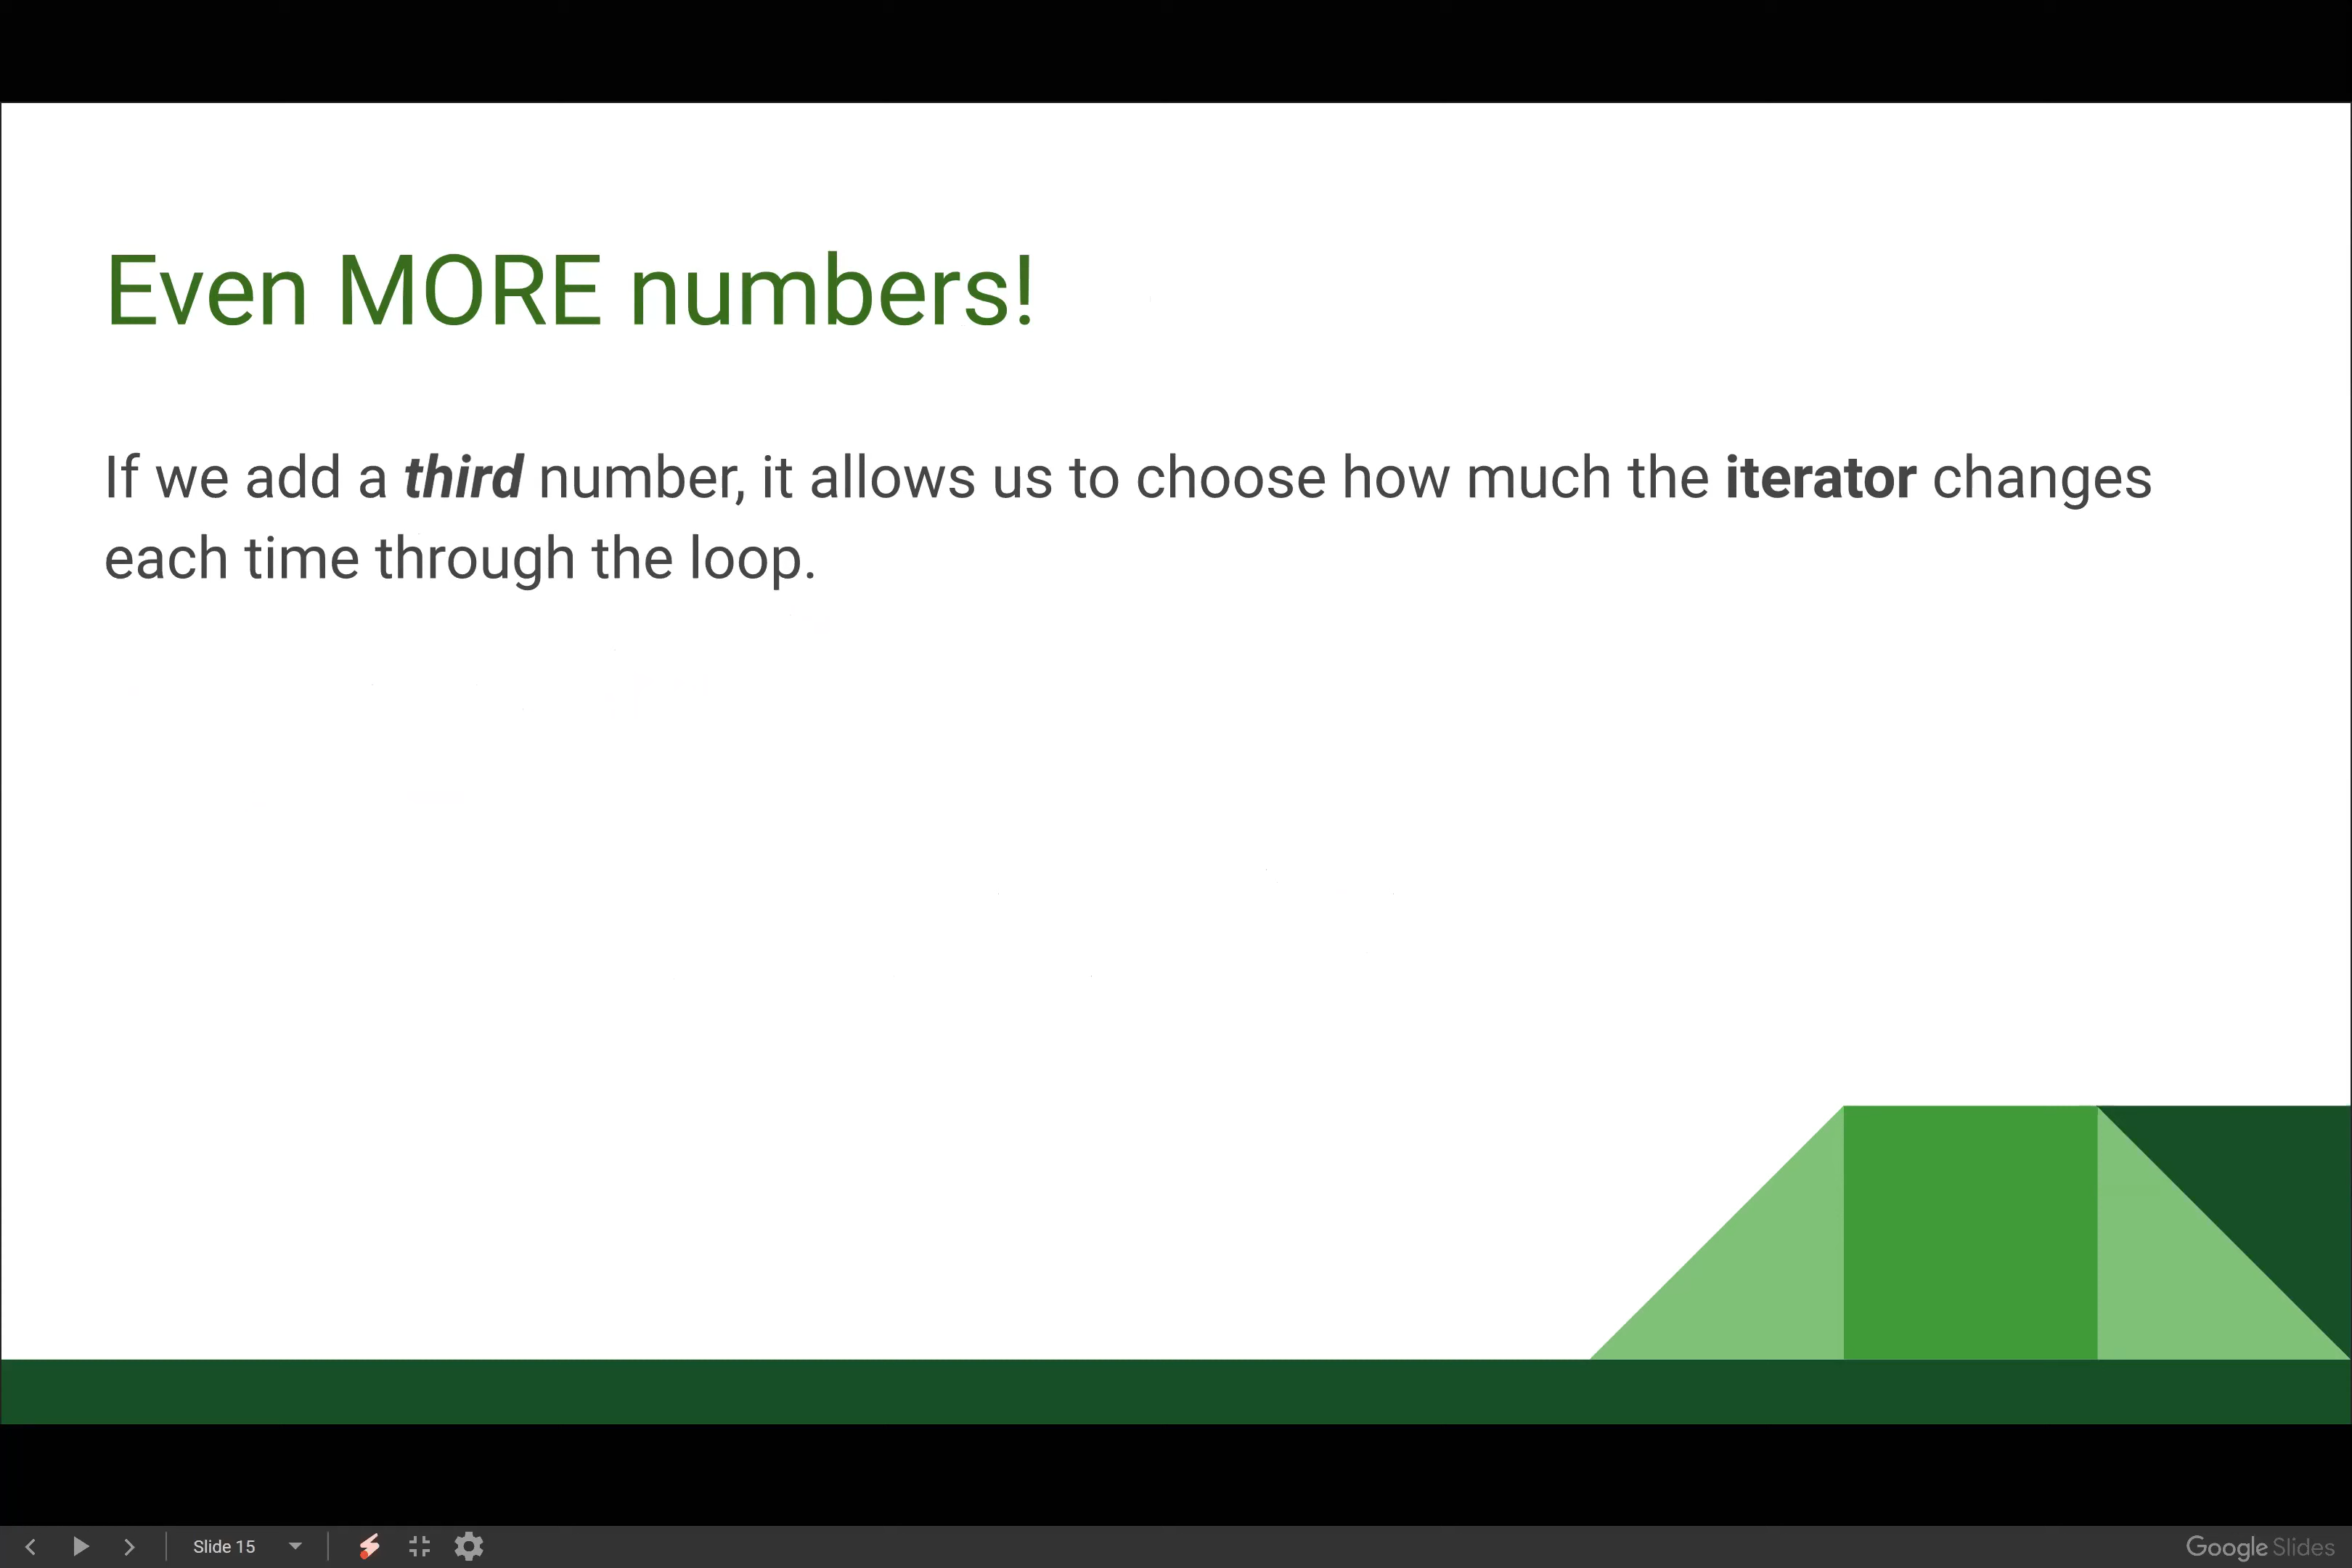 Even MORE numbers!
If we add a third number, it allows us to choose how much the iterator changes
each time through the loop.
Slide 15
Google Slides